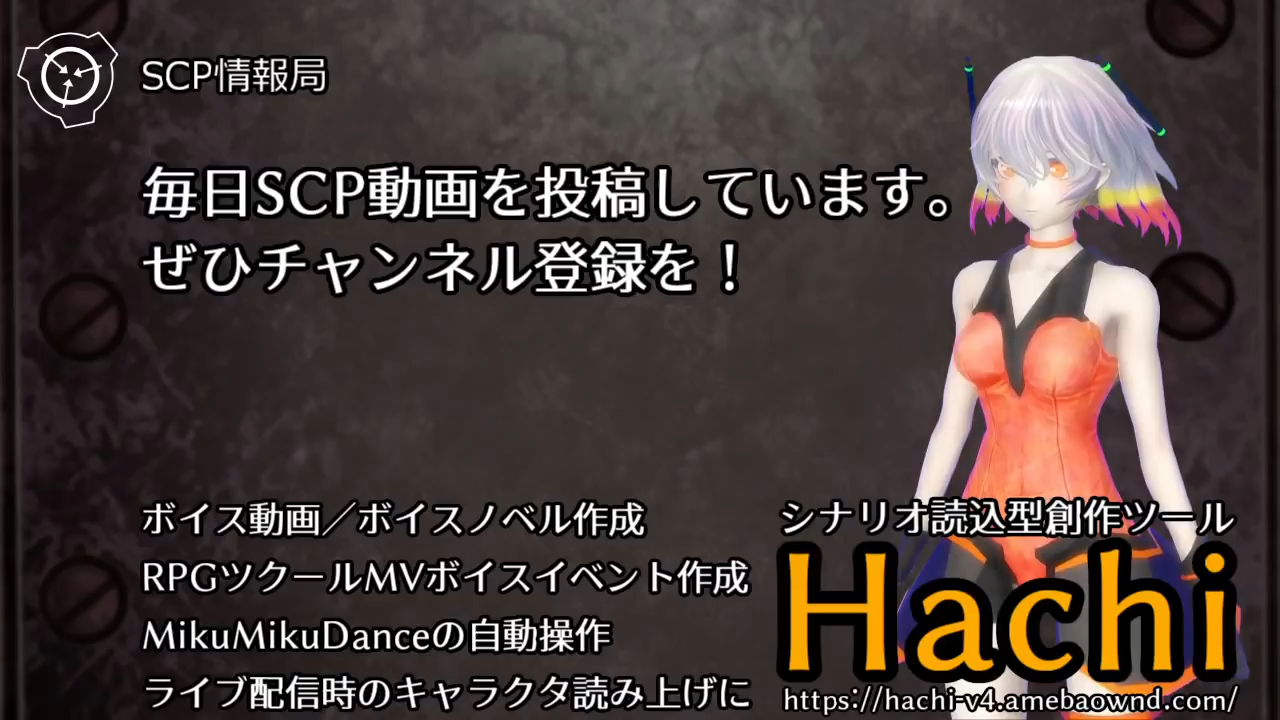 SCP情報局
毎日SCP動画を投稿しています。
ぜひチャンネル登録を！
ボイス動画／ボイスノベル作成
RPGツクールMVボイスイベント作成
MikuMikuDanceの自動操作
ライブ配信時のキャラクタ読み上げに
シナリオ読込型創作ツール
Hachi
https://hachi-v4.amebaownd.com/